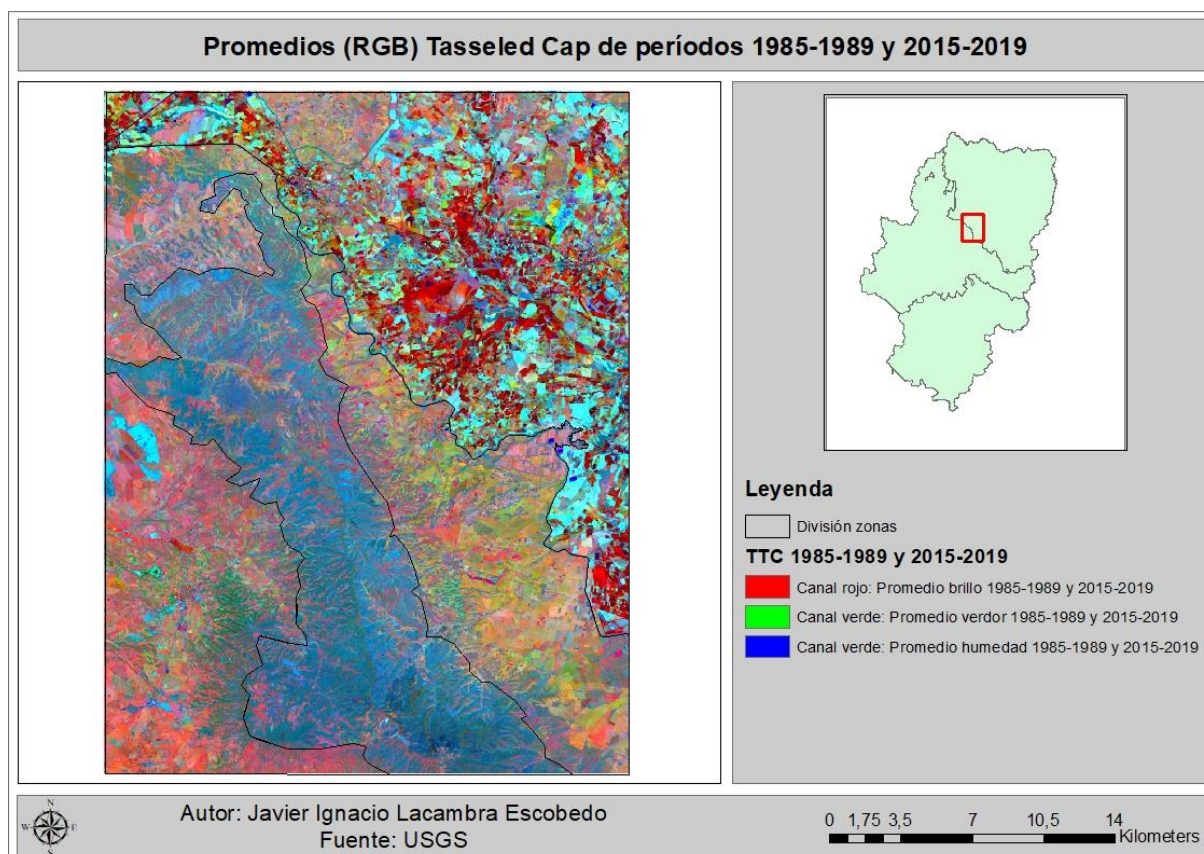 Promedios (RGB) Tasseled Cap de períodos 1985-1989 y 2015-2019
Leyenda
División zonas
TTC 1985-1989 y 2015-2019
Canal rojo: Promedio brillo 1985-1989 y 2015-2019
Canal verde: Promedio verdor 1985-1989 y 2015-2019
Canal verde: Promedio humedad 1985-1989 y 2015-2019
N
W E
S
Autor: Javier Ignacio Lacambra Escobedo
Fuente: USGS
0 1,75 3,5 7 10,5 14
Kilometers